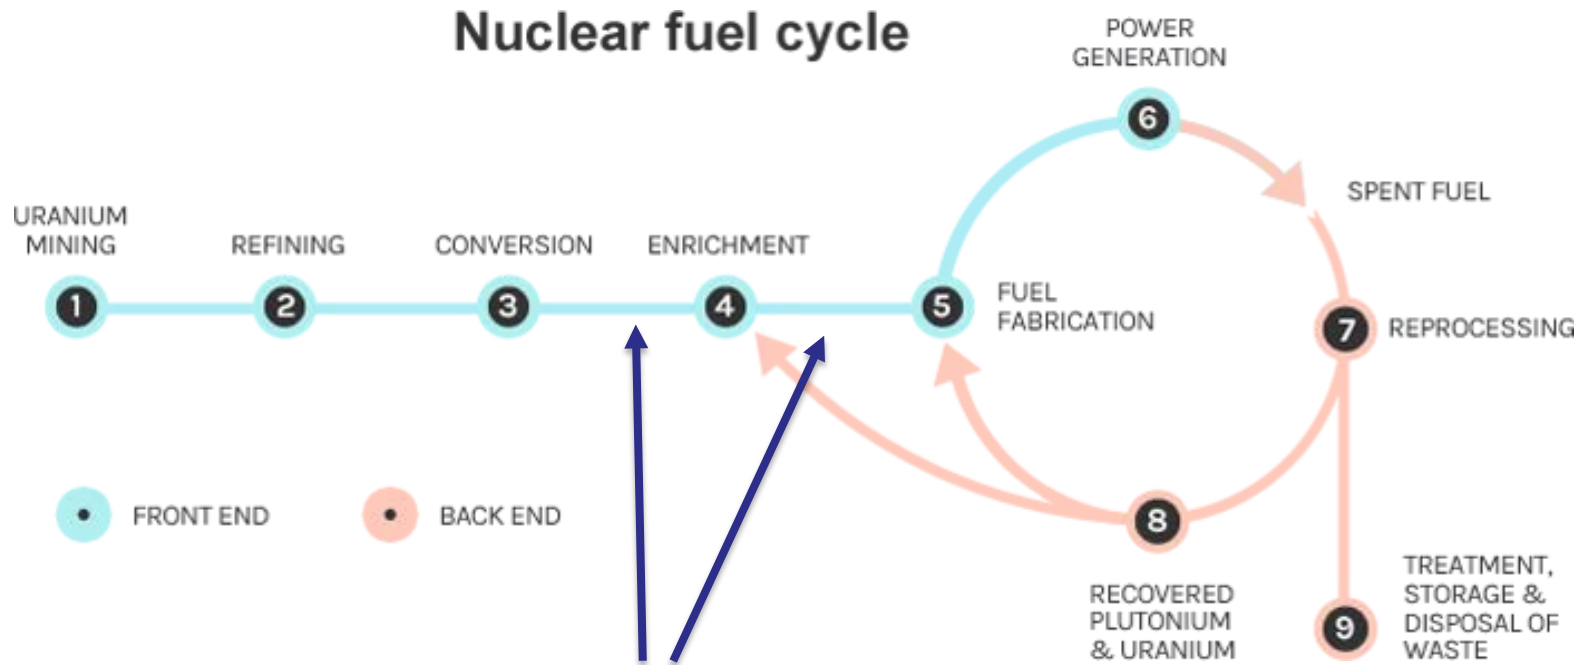 Nuclear fuel cycle
POWER
GENERATION
6
SPENT FUEL
URANIUM
MINING
REFINING
CONVERSION
ENRICHMENT
1
2
3
4
5
FUEL
FABRICATION
7
REPROCESSING
FRONT END
BACK END
8
RECOVERED
PLUTONIUM
& URANIUM
9
TREATMENT,
STORAGE &
DISPOSAL OF
WASTE